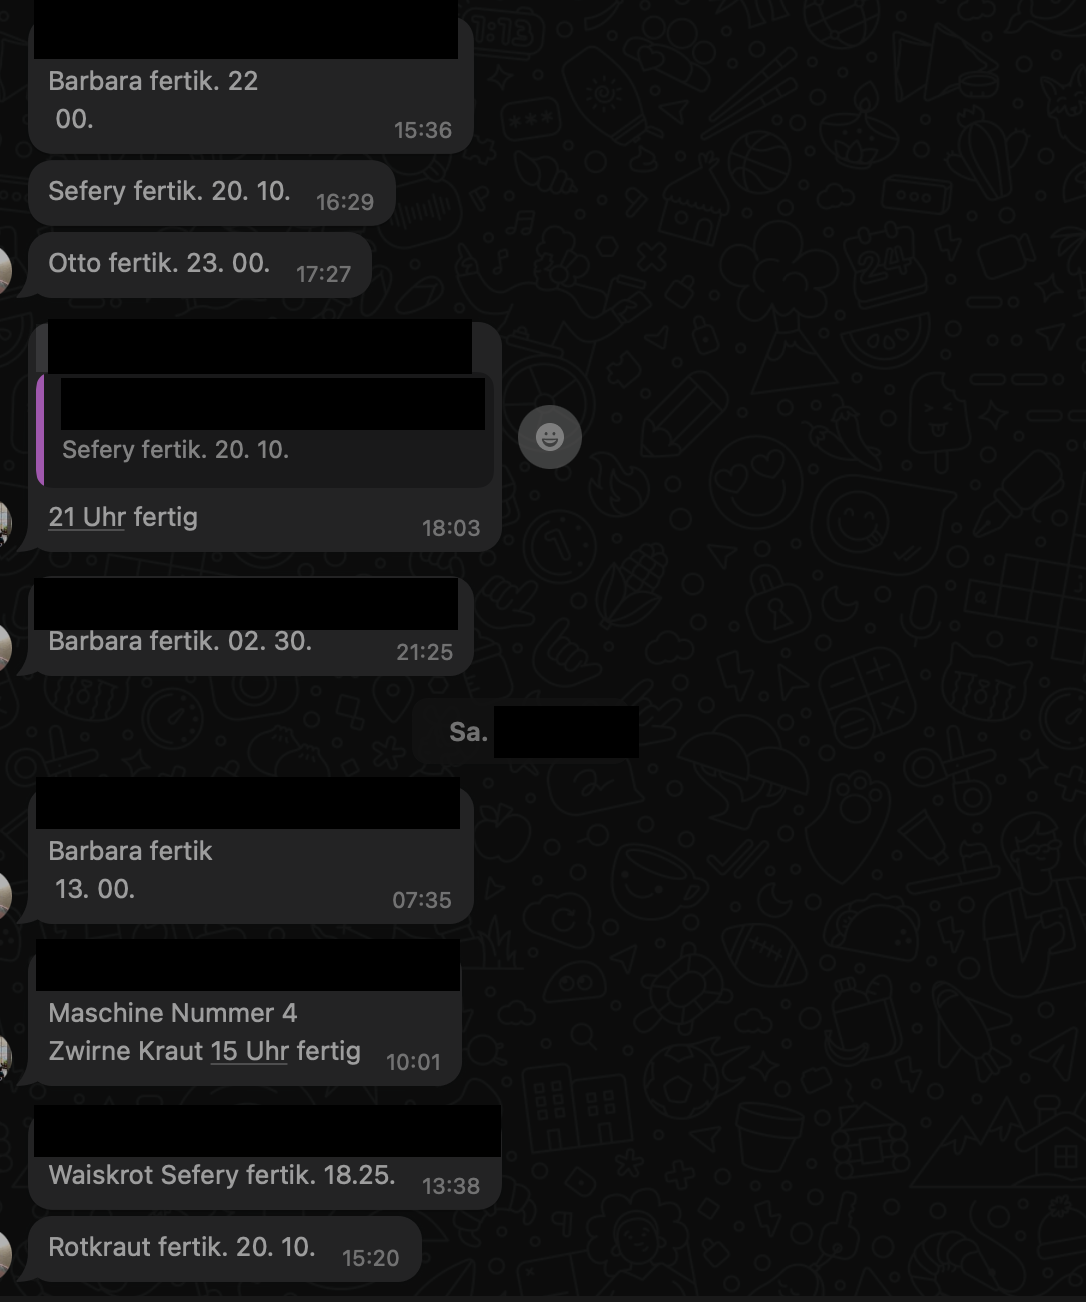 Barbara fertik. 22
00.
15:36
Sefery fertik. 20. 10.
16:29
Otto fertik. 23. 00.
17:27
Sefery fertik. 20. 10.
21 Uhr fertig
18:03
Barbara fertik. 02. 30.
21:25
Sa.
Barbara fertik
13. 00.
07:35
Maschine Nummer 4
Zwirne Kraut 15 Uhr fertig
10:01
Waiskrot Sefery fertik. 18.25.
13:38
Rotkraut fertik. 20. 10.
15:20